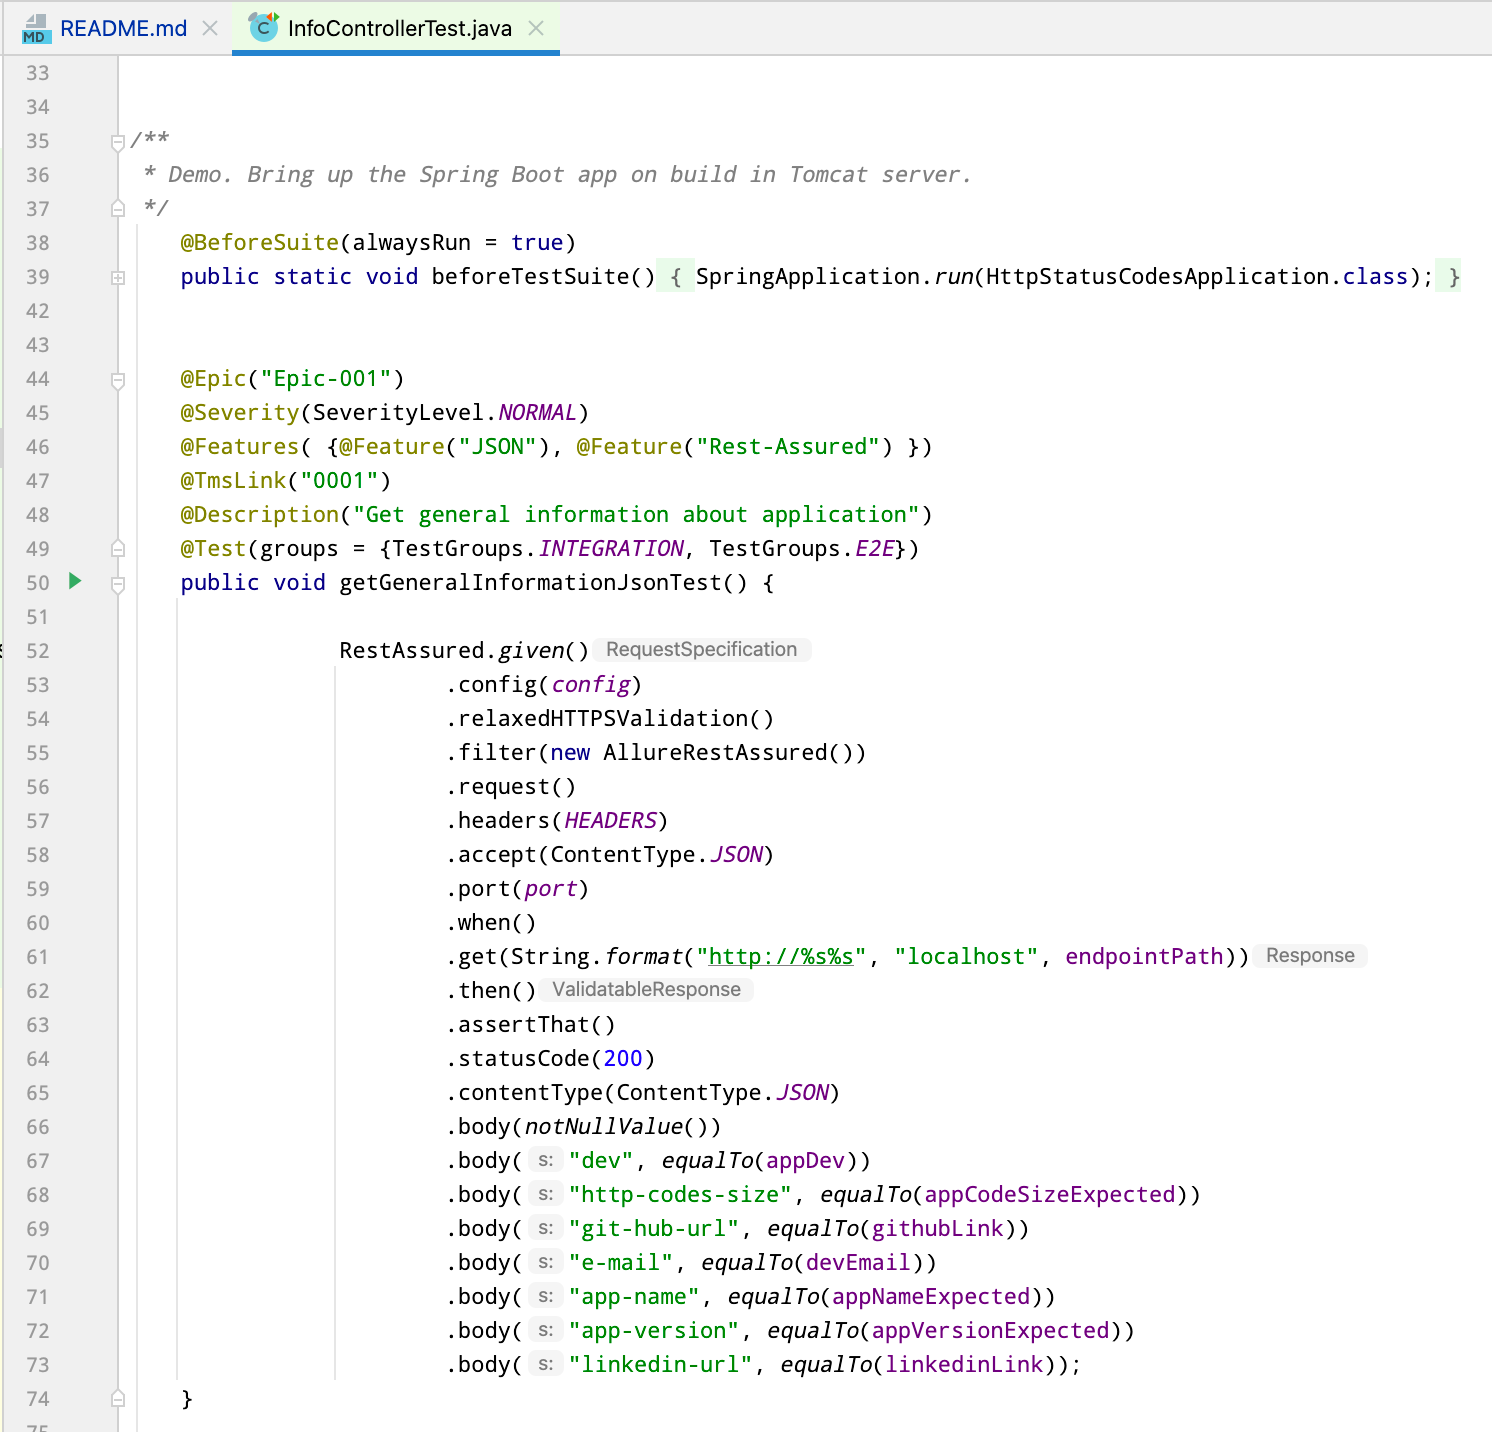 MD README.md InfoControllerTest.java
33
34
35 /**
36 * Demo. Bring up the Spring Boot app on build in Tomcat server.
37 */
38 @BeforeSuite(alwaysRun = true)
39 public static void beforeTestSuite() { SpringApplication.run(HttpStatusCodesApplication.class); }
42
43
44 @Epic("Epic-001")
45 @Severity(SeverityLevel.NORMAL)
46 @Features( {@Feature("JSON"), @Feature("Rest-Assured") })
47 @TmsLink("0001")
48 @Description("Get general information about application")
49 @Test(groups = {TestGroups.INTEGRATION, TestGroups.E2E})
50 public void getGeneralInformationJsonTest() {
51
52 RestAssured.given() RequestSpecification
53 .config(config)
54 .relaxedHTTPSValidation()
55 .filter(new AllureRestAssured())
56 .request()
57 .headers(HEADERS)
58 .accept(ContentType.JSON)
59 .port(port)
60 .when()
61 .get(String.format("http://%s%s", "localhost", endpointPath)) Response
62 .then() ValidatableResponse
63 .assertThat()
64 .statusCode(200)
65 .contentType(ContentType.JSON)
66 .body(notNullValue())
67 .body( s: "dev", equalTo(appDev))
68 .body( s: "http-codes-size", equalTo(appCodeSizeExpected))
69 .body( s: "git-hub-url", equalTo(githubLink))
70 .body( s: "e-mail", equalTo(devEmail))
71 .body( s: "app-name", equalTo(appNameExpected))
72 .body( s: "app-version", equalTo(appVersionExpected))
73 .body( s: "linkedin-url", equalTo(linkedinLink));
74 }
75